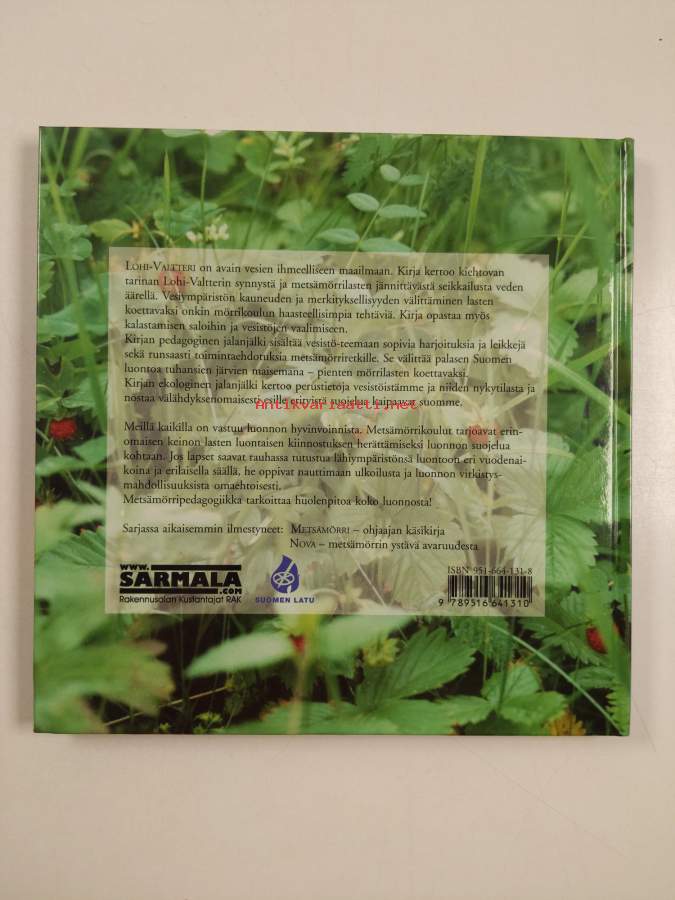 LOHI-VALTTERI on avain vesien ihmeelliseen maailmaan. Kirja kertoo kiehtovan
tarinan Lohi-Valtterin synnystä ja metsämörrilasten jännittävästä seikkailusta veden
äärellä. Vesiympäristön kauneuden ja merkityksellisyyden välittäminen lasten
koettavaksi onkin mörrikoulun haasteellisimpia tehtäviä. Kirja opastaa myös
kalastamisen saloihin ja vesistöjen vaalimiseen.
Kirjan pedagoginen jalanjälki sisältää vesistö-teemaan sopivia harjoituksia ja leikkejä
sekä runsaasti toimintaehdotuksia metsämörriretkille. Se välittää palasen Suomen
luontoa tuhansien järvien maisemana – pienten mörrilasten koettavaksi.
Kirjan ekologinen jalanjälki kertoo perustietoja vesistöistämme ja niiden nykytilasta ja
nostaa välähdyksenomaisesti esille erityistä suojelua kaipaavat suomme.
Antikvariaatti.net
Meillä kaikilla on vastuu luonnon hyvinvoinnista. Metsämörrikoulut tarjoavat erin-
omaisen keinon lasten luontaisen kiinnostuksen herättämiseksi luonnon suojelua
kohtaan. Jos lapset saavat rauhassa tutustua lähiympäristönsä luontoon eri vuodenai-
koina ja erilaisella säällä, he oppivat nauttimaan ulkoilusta ja luonnon virkistys-
mahdollisuuksista omaehtoisesti.
Metsämörripedagogiikka tarkoittaa huolenpitoa koko luonnosta!
Sarjassa aikaisemmin ilmestyneet: METSÄMÖRRI – ohjaajan käsikirja
NOVA – metsämörrin ystävä avaruudesta
WWW.
SARMALA
.COM
Rakennusalan Kustantajat RAK
SUOMEN LATU
ISBN 951-664-131-8
9 789516 641310